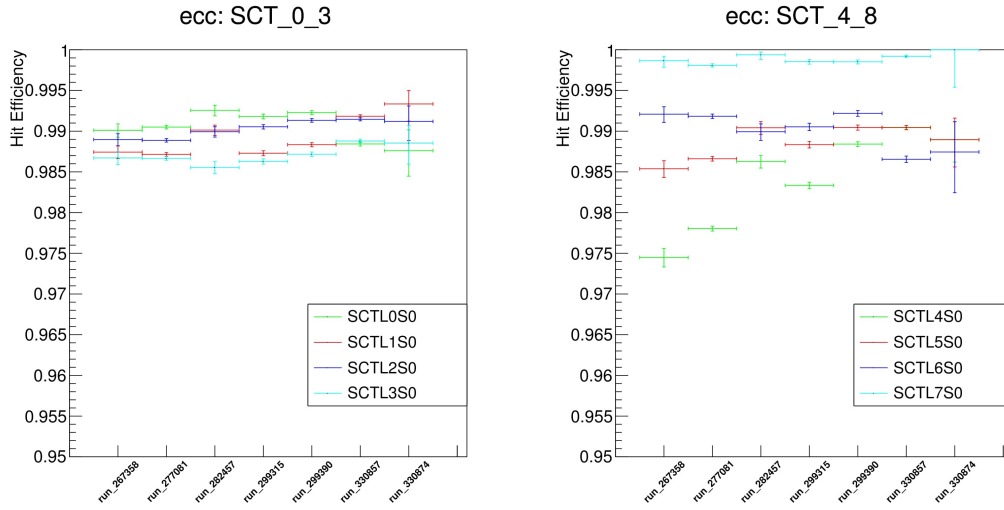 ecc: SCT_0_3
Hit Efficiency
1
0.995
0.99
0.985
0.98
0.975
0.97
0.965
0.96
0.955
0.95
SCTL0S0
SCTL1S0
SCTL2S0
SCTL3S0
run_267358
run_277081
run_282457
run_299315
run_299390
run_330857
run_330874
ecc: SCT_4_8
Hit Efficiency
1
0.995
0.99
0.985
0.98
0.975
0.97
0.965
0.96
0.955
0.95
SCTL4S0
SCTL5S0
SCTL6S0
SCTL7S0
run_267358
run_277081
run_282457
run_299315
run_299390
run_330857
run_330874